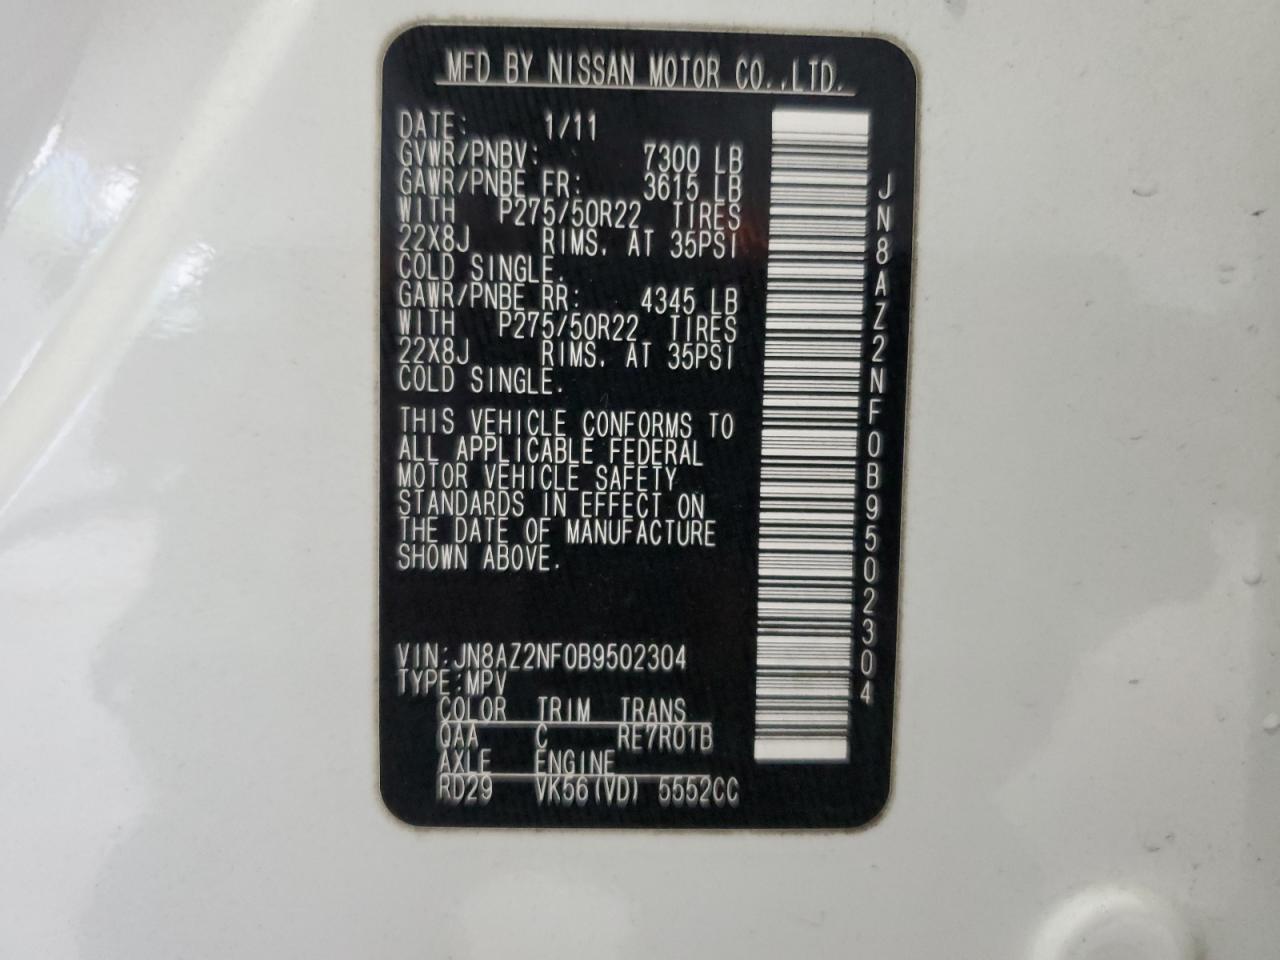 MFD BY NISSAN MOTOR CO.,LTD.
DATE: 1/11
GVWR/PNBV: 7300 LB
GAWR/PNBE FR: 3615 LB
WITH P275/50R22 TIRES
22X8J RIMS, AT 35PSI
COLD SINGLE.
GAWR/PNBE RR: 4345 LB
WITH P275/50R22 TIRES
22X8J RIMS, AT 35PSI
COLD SINGLE.
THIS VEHICLE CONFORMS TO
ALL APPLICABLE FEDERAL
MOTOR VEHICLE SAFETY
STANDARDS IN EFFECT ON
THE DATE OF MANUFACTURE
SHOWN ABOVE.
VIN:JN8AZ2NF0B9502304
TYPE:MPV
COLOR TRIM TRANS
QAA C RE7R01B
AXLE ENGINE
RD29 VK56(VD) 5552CC
JN8AZ2NF0B9502304